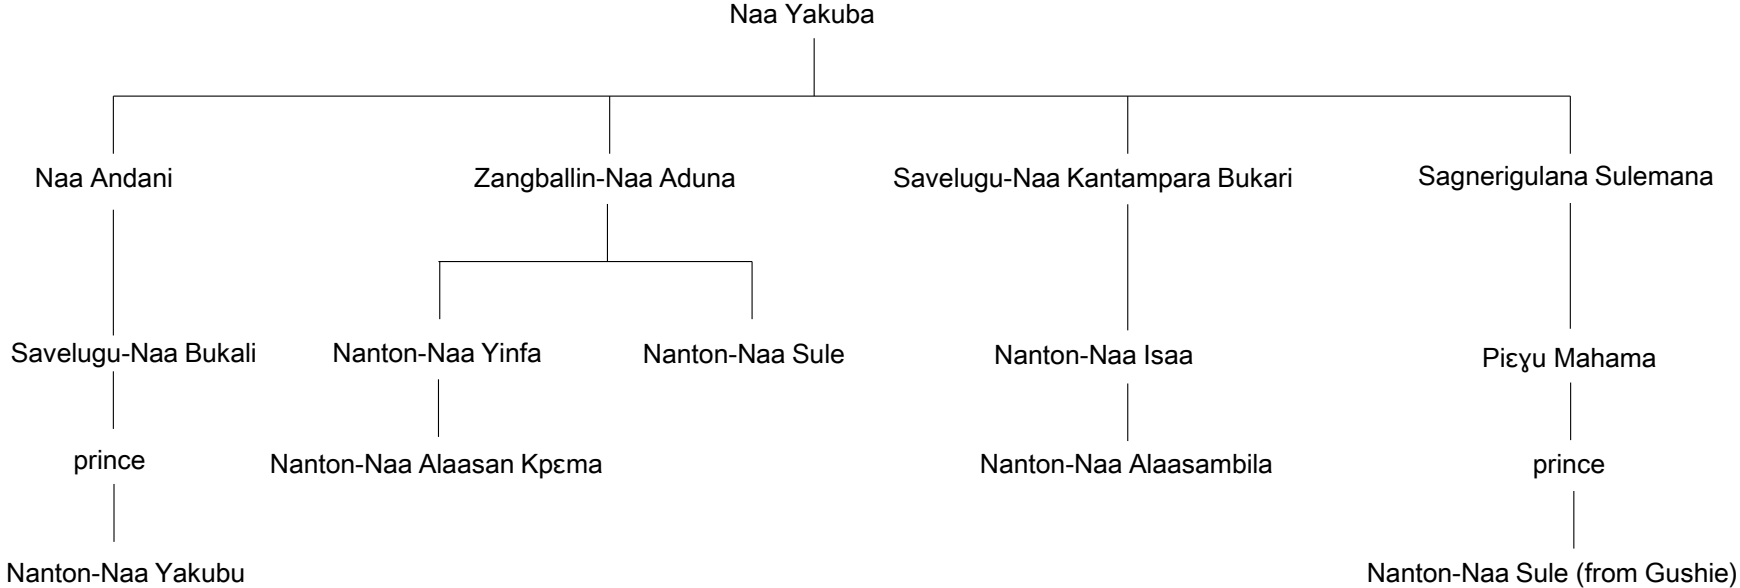 Naa Yakuba
Naa Andani
Zangballin-Naa Aduna
Savelugu-Naa Kantampara Bukari
Sagnerigulana Sulemana
Savelugu-Naa Bukali
Nanton-Naa Yinfa
Nanton-Naa Sule
Nanton-Naa Isaa
Piɛɣu Mahama
prince
Nanton-Naa Alaasan Kpɛma
Nanton-Naa Alaasambila
prince
Nanton-Naa Yakubu
Nanton-Naa Sule (from Gushie)